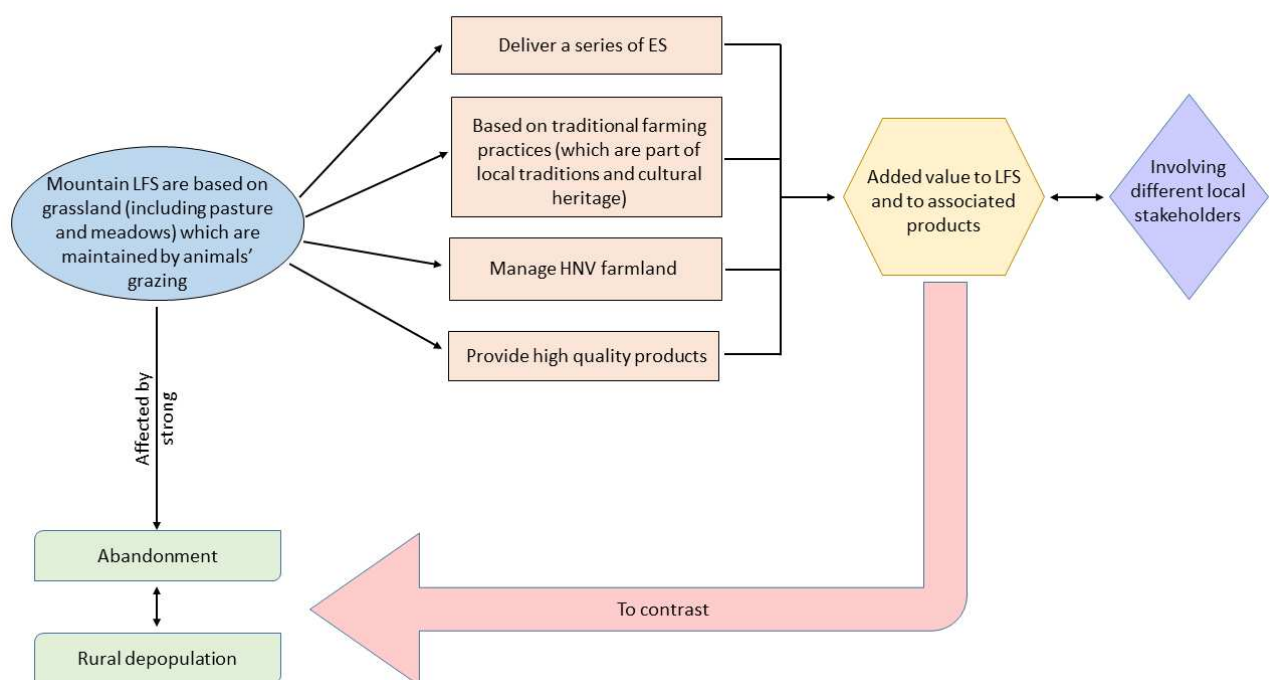 Deliver a series of ES
Based on traditional farming
practices (which are part of
local traditions and cultural
heritage)
Manage HNV farmland
Provide high quality products
Mountain LFS are based on
grassland (including pasture
and meadows) which are
maintained by animals’
grazing
Added value to LFS
and to associated
products
Involving
different local
stakeholders
Affected by
strong
Abandonment
Rural depopulation
To contrast